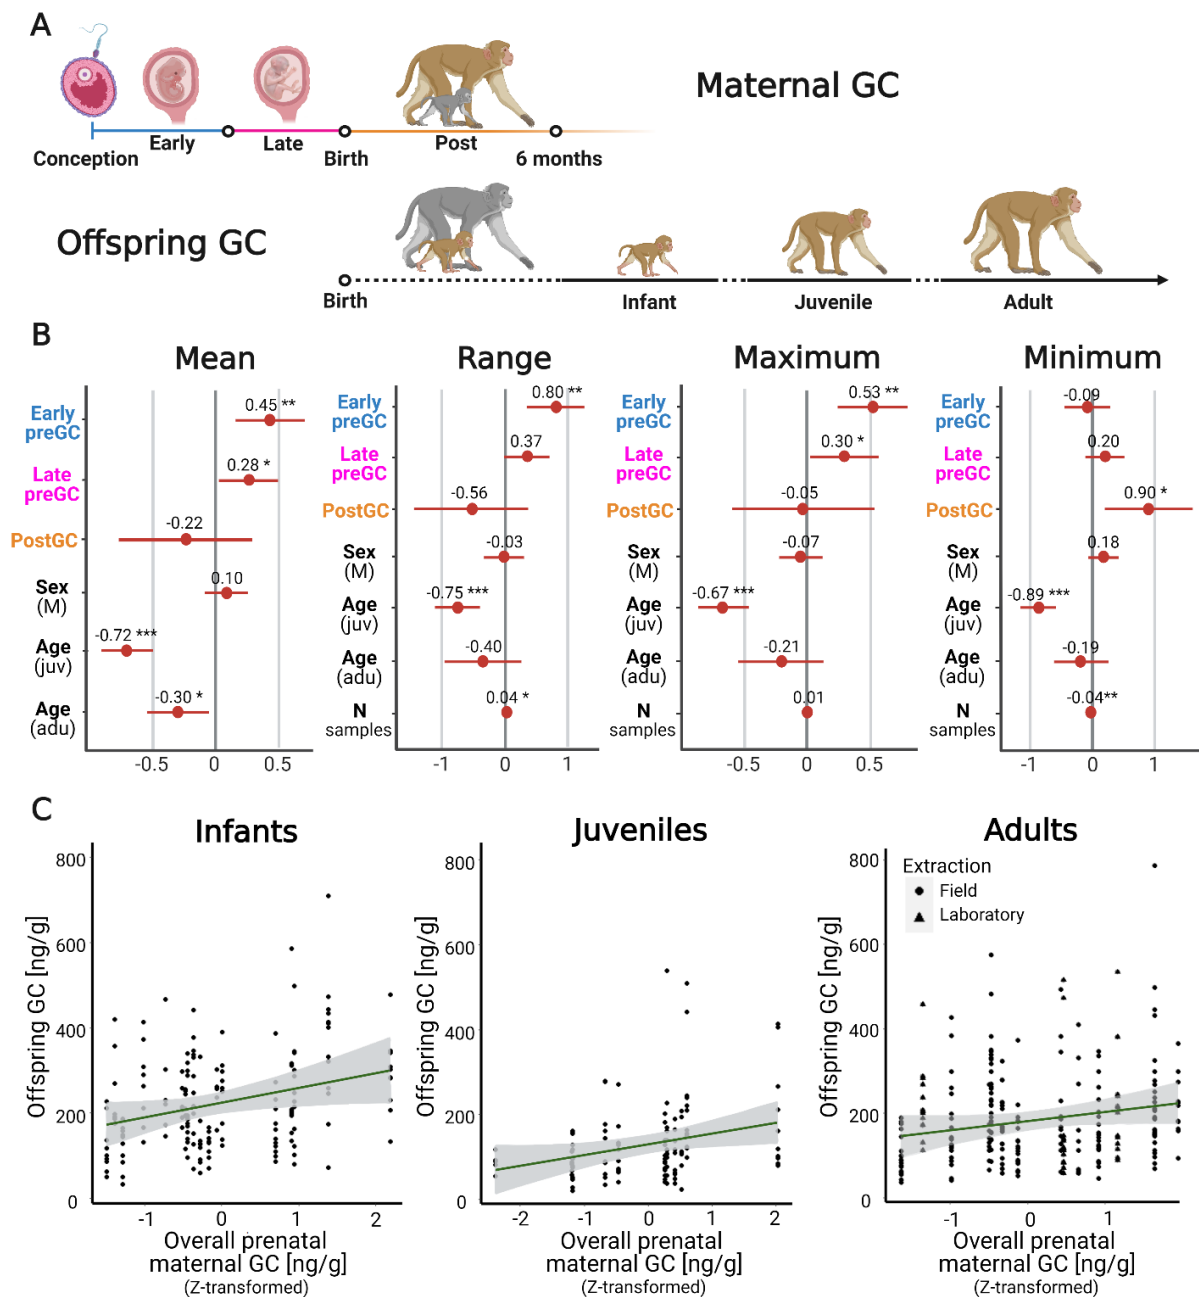 A
Maternal GC
Early
Late
Post
Conception
Birth
6 months
Offspring GC
Birth
Infant
Juvenile
Adult
B
Mean
Early
preGC
0.45 **
Late
preGC
0.28 *
PostGC
-0.22
Sex
(M)
0.10
Age
(juv)
-0.72 ***
Age
(adu)
-0.30 *
-0.5
0
0.5
Range
Early
preGC
0.80 **
Late
preGC
0.37
PostGC
-0.56
Sex
(M)
-0.03
Age
(juv)
-0.75 ***
Age
(adu)
-0.40
N
samples
0.04 *
-1
0
1
Maximum
Early
preGC
0.53 **
Late
preGC
0.30 *
PostGC
-0.05
Sex
(M)
-0.07
Age
(juv)
-0.67 ***
Age
(adu)
-0.21
N
samples
0.01
-0.5
0
0.5
Minimum
Early
preGC
-0.09
Late
preGC
0.20
PostGC
0.90 *
Sex
(M)
0.18
Age
(juv)
-0.89 ***
Age
(adu)
-0.19
N
samples
-0.04**
-1
0
1
C
Infants
Offspring GC [ng/g]
800
600
400
200
0
-1
0
1
2
Overall prenatal
maternal GC [ng/g]
(Z-transformed)
Juveniles
Offspring GC [ng/g]
800
600
400
200
0
-2
-1
0
1
2
Overall prenatal
maternal GC [ng/g]
(Z-transformed)
Adults
Extraction
Field
Laboratory
Offspring GC [ng/g]
800
600
400
200
0
-1
0
1
Overall prenatal
maternal GC [ng/g]
(Z-transformed)